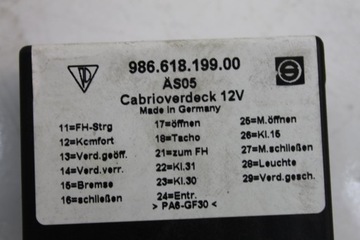 986.618.199.00
ÄS05
Cabrioverdeck 12V
Made in Germany
11=FH-Strg
12=Kcmfort
13=Verd.geöff.
14=Verd.verr.
15=Bremse
16=schließen
17=öffnen
18=Tacho
21=zum FH
22=Kl.31
23=Kl.30
24=Entr.
> PA6-GF30 <
25=M.öffnen
26=Kl.15
27=M.schließen
28=Leuchte
29=Verd.gesch.